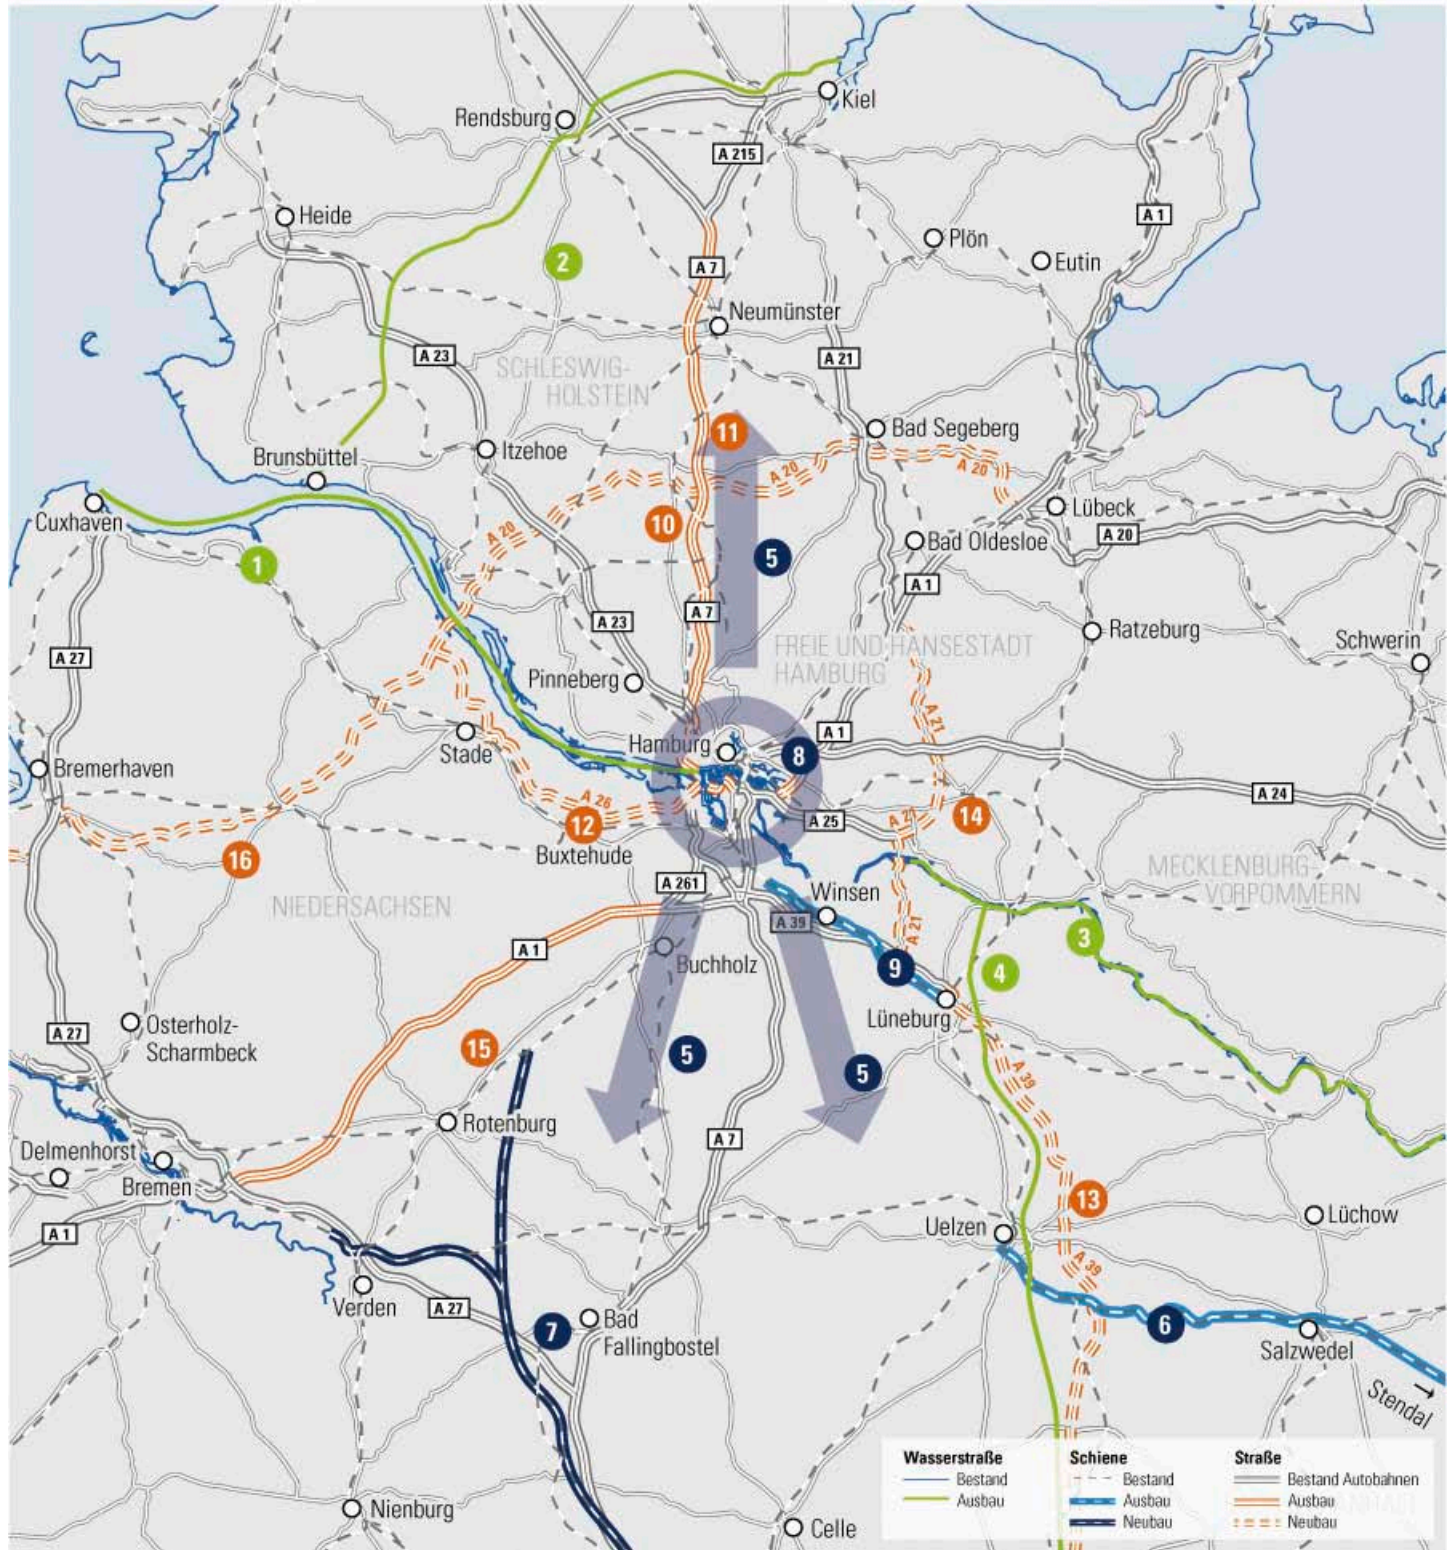 Kiel
Rendsburg
A 215
A 1
Heide
Plön
2
Eutin
A 7
Neumünster
A 23
A 21
SCHLESWIG-
HOLSTEIN
11
Bad Segeberg
Brunsbüttel
Itzehoe
A 20
A 20
Cuxhaven
Lübeck
10
A 20
A 20
Bad Oldesloe
1
5
A 1
A 7
A 23
Ratzeburg
FREIE UND HANSESTADT
HAMBURG
Schwerin
A 27
Pinneberg
A 21
Stade
Hamburg
A 1
8
Bremerhaven
A 24
A 26
12
A 25
A 21
14
Buxtehude
16
A 261
Winsen
MECKLENBURG-
VORPOMMERN
NIEDERSACHSEN
A 39
A 21
3
A 1
Buchholz
9
4
Lüneburg
A 27
Osterholz-
Scharmbeck
15
5
5
A 39
Rotenburg
A 7
Delmenhorst
Bremen
13
Lüchow
A 1
Uelzen
A 39
Verden
A 27
7
Bad
Fallingbostel
6
Salzwedel
Stendal
Nienburg
Celle
Wasserstraße
Bestand
Ausbau
Schiene
Bestand
Ausbau
Neubau
Straße
Bestand Autobahnen
Ausbau
Neubau